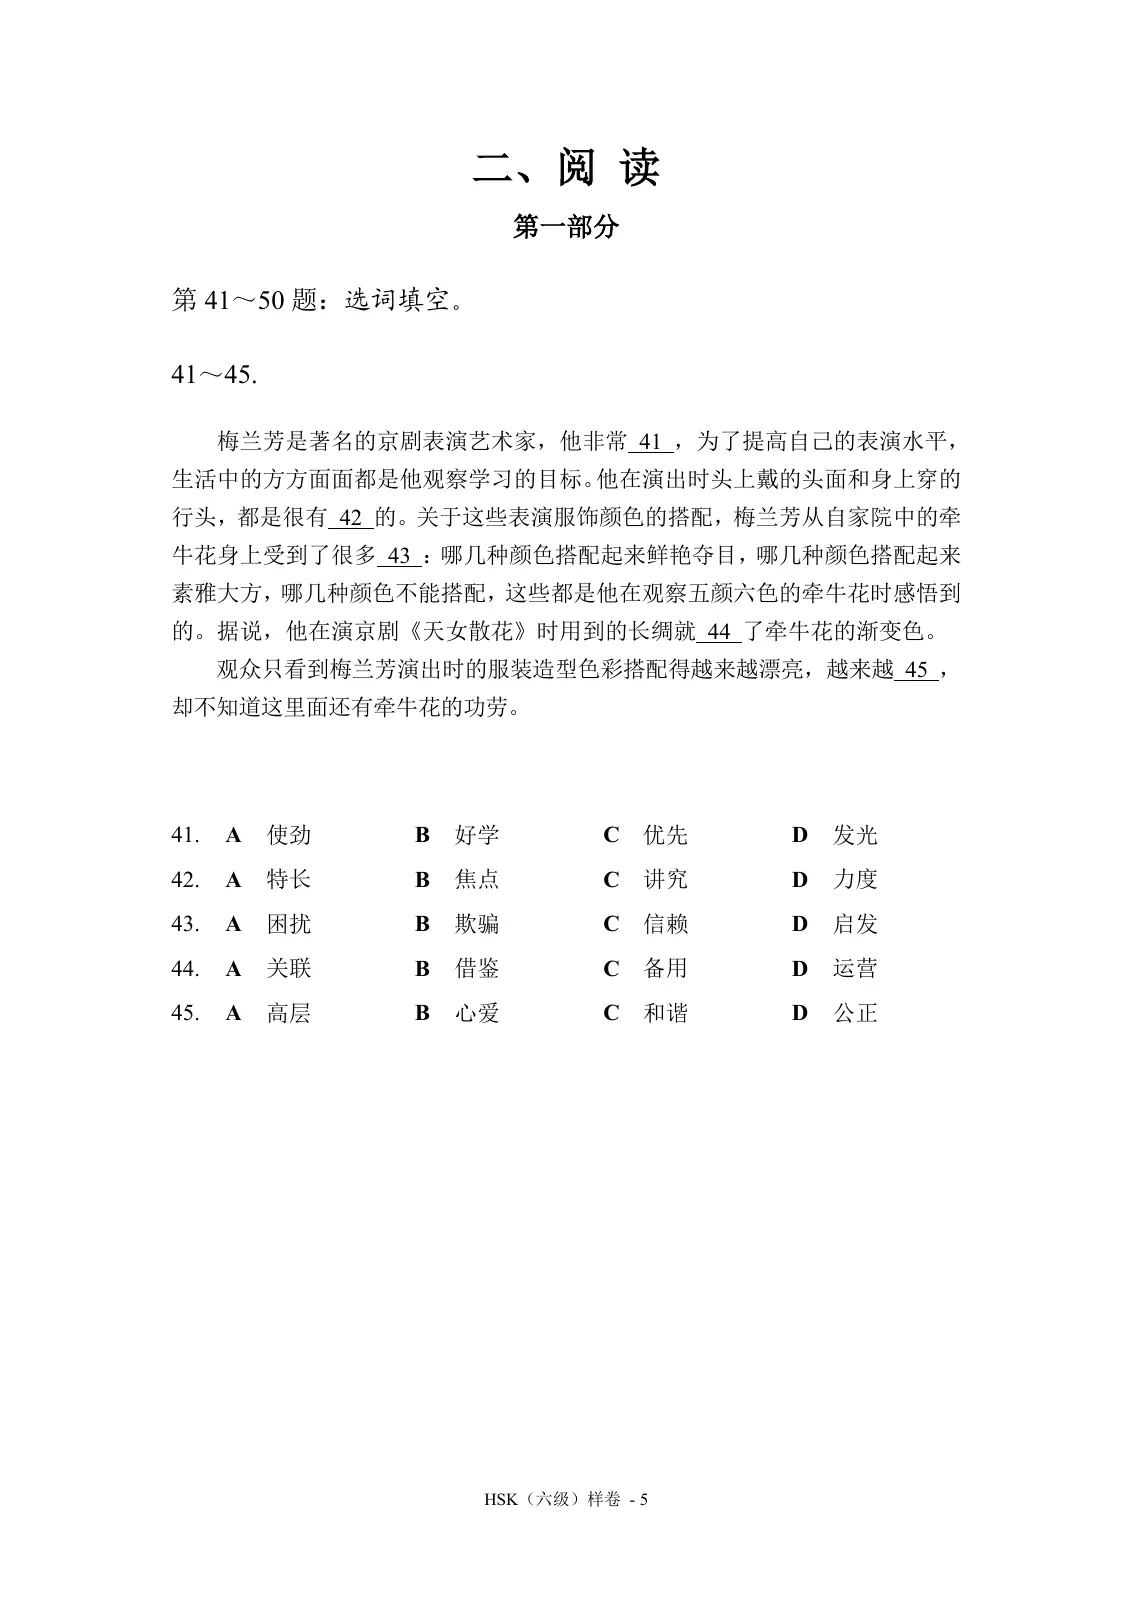 二、阅 读
第一部分
第 41～50 题：选词填空。
41～45.
梅兰芳是著名的京剧表演艺术家，他非常 41 ，为了提高自己的表演水平，
生活中的方方面面都是他观察学习的目标。他在演出时头上戴的头面和身上穿的
行头，都是很有 42 的。关于这些表演服饰颜色的搭配，梅兰芳从自家院中的牵
牛花身上受到了很多 43 ：哪几种颜色搭配起来鲜艳夺目，哪几种颜色搭配起来
素雅大方，哪几种颜色不能搭配，这些都是他在观察五颜六色的牵牛花时感悟到
的。据说，他在演京剧《天女散花》时用到的长绸就 44 了牵牛花的渐变色。
观众只看到梅兰芳演出时的服装造型色彩搭配得越来越漂亮，越来越 45 ，
却不知道这里面还有牵牛花的功劳。
41. A 使劲 B 好学 C 优先 D 发光
42. A 特长 B 焦点 C 讲究 D 力度
43. A 困扰 B 欺骗 C 信赖 D 启发
44. A 关联 B 借鉴 C 备用 D 运营
45. A 高层 B 心爱 C 和谐 D 公正
HSK（六级）样卷 - 5